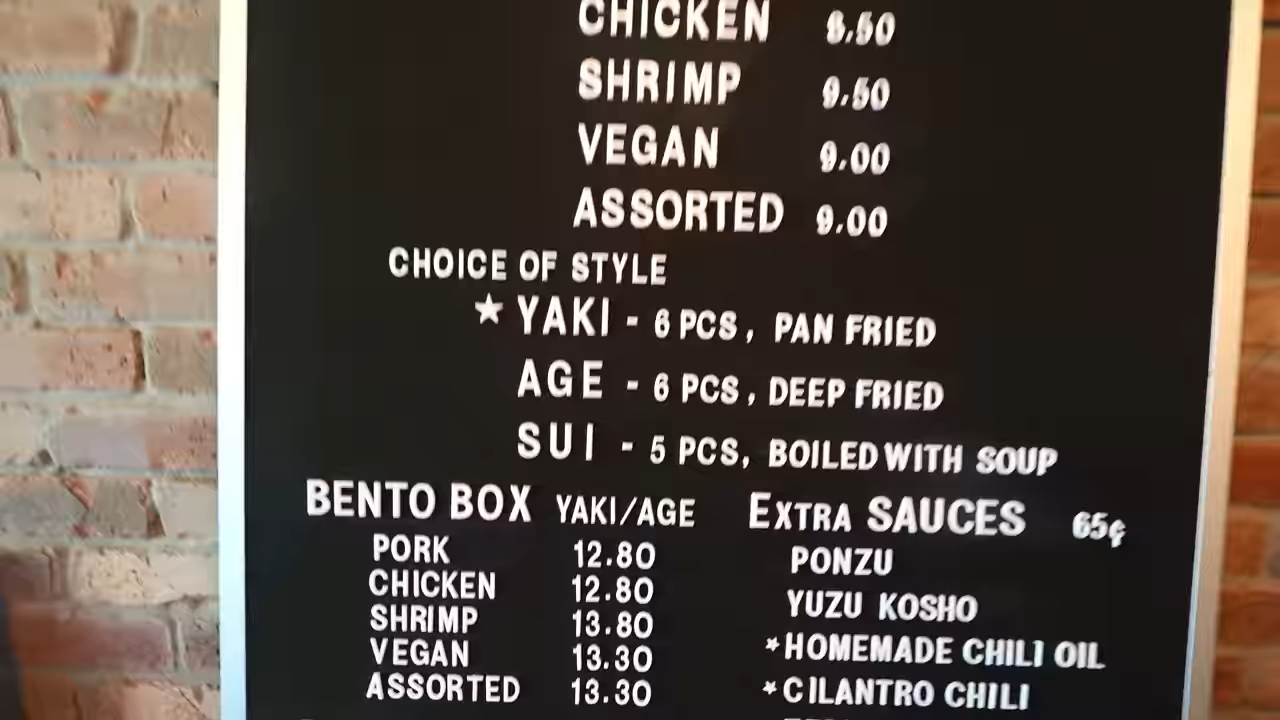 CHICKEN 8.50
SHRIMP 9.50
VEGAN 9.00
ASSORTED 9.00
CHOICE OF STYLE
★ YAKI - 6 PCS, PAN FRIED
AGE - 6 PCS, DEEP FRIED
SUI - 5 PCS, BOILED WITH SOUP
BENTO BOX YAKI/AGE
PORK 12.80
CHICKEN 12.80
SHRIMP 13.80
VEGAN 13.30
ASSORTED 13.30
EXTRA SAUCES 65¢
PONZU
YUZU KOSHO
*HOMEMADE CHILI OIL
*CILANTRO CHILI